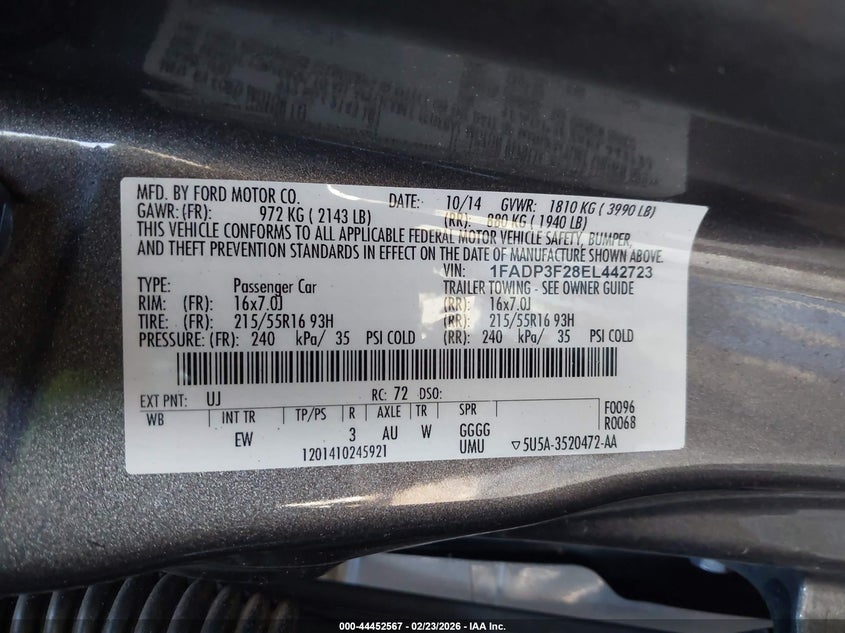 MFD. BY FORD MOTOR CO. DATE: 10/14 GVWR: 1810 KG ( 3990 LB)
GAWR: (FR): 972 KG ( 2143 LB) (RR): 880 KG ( 1940 LB)
THIS VEHICLE CONFORMS TO ALL APPLICABLE FEDERAL MOTOR VEHICLE SAFETY, BUMPER,
AND THEFT PREVENTION STANDARDS IN EFFECT ON THE DATE OF MANUFACTURE SHOWN ABOVE.
VIN: 1FADP3F28EL442723
TYPE: Passenger Car TRAILER TOWING - SEE OWNER GUIDE
RIM: (FR): 16x7.0J (RR): 16x7.0J
TIRE: (FR): 215/55R16 93H (RR): 215/55R16 93H
PRESSURE: (FR): 240 kPa/ 35 PSI COLD (RR): 240 kPa/ 35 PSI COLD
EXT PNT: UJ RC: 72 DSO:
WB INT TR TP/PS R AXLE TR SPR F0096
R0068
EW 3 AU W GGGG
1201410245921 UMU ▽5U5A-3520472-AA
000-44452567 - 02/23/2026 - IAA Inc.